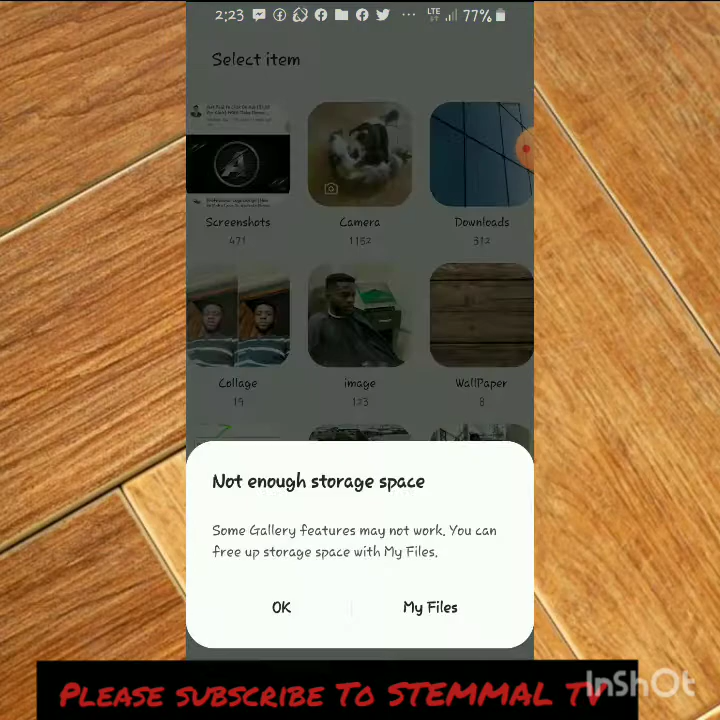 2:23
LTE 77%
Select item
Screenshots Camera Downloads
471 1152 312
Collage image WallPaper
19 123 8
Not enough storage space
Some Gallery features may not work. You can
free up storage space with My Files.
OK My Files
PLEASE SUBSCRIBE TO STEMMAL TV
InShOt